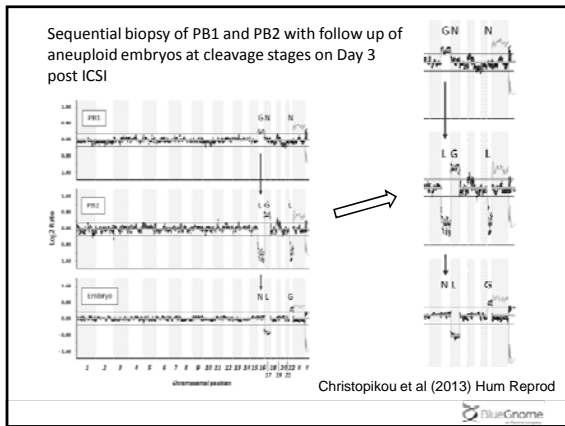 Sequential biopsy of PB1 and PB2 with follow up of
aneuploid embryos at cleavage stages on Day 3
post ICSI
G N N
PB1
G N N
L G L
PB2
L G L
Log2 Ratio
N L G
Embryo
N L G
1 2 3 4 5 6 7 8 9 10 11 12 13 14 15 16 18 20 22 X Y
17 19 21
Chromosomal position
Christopikou et al (2013) Hum Reprod
BlueGnome